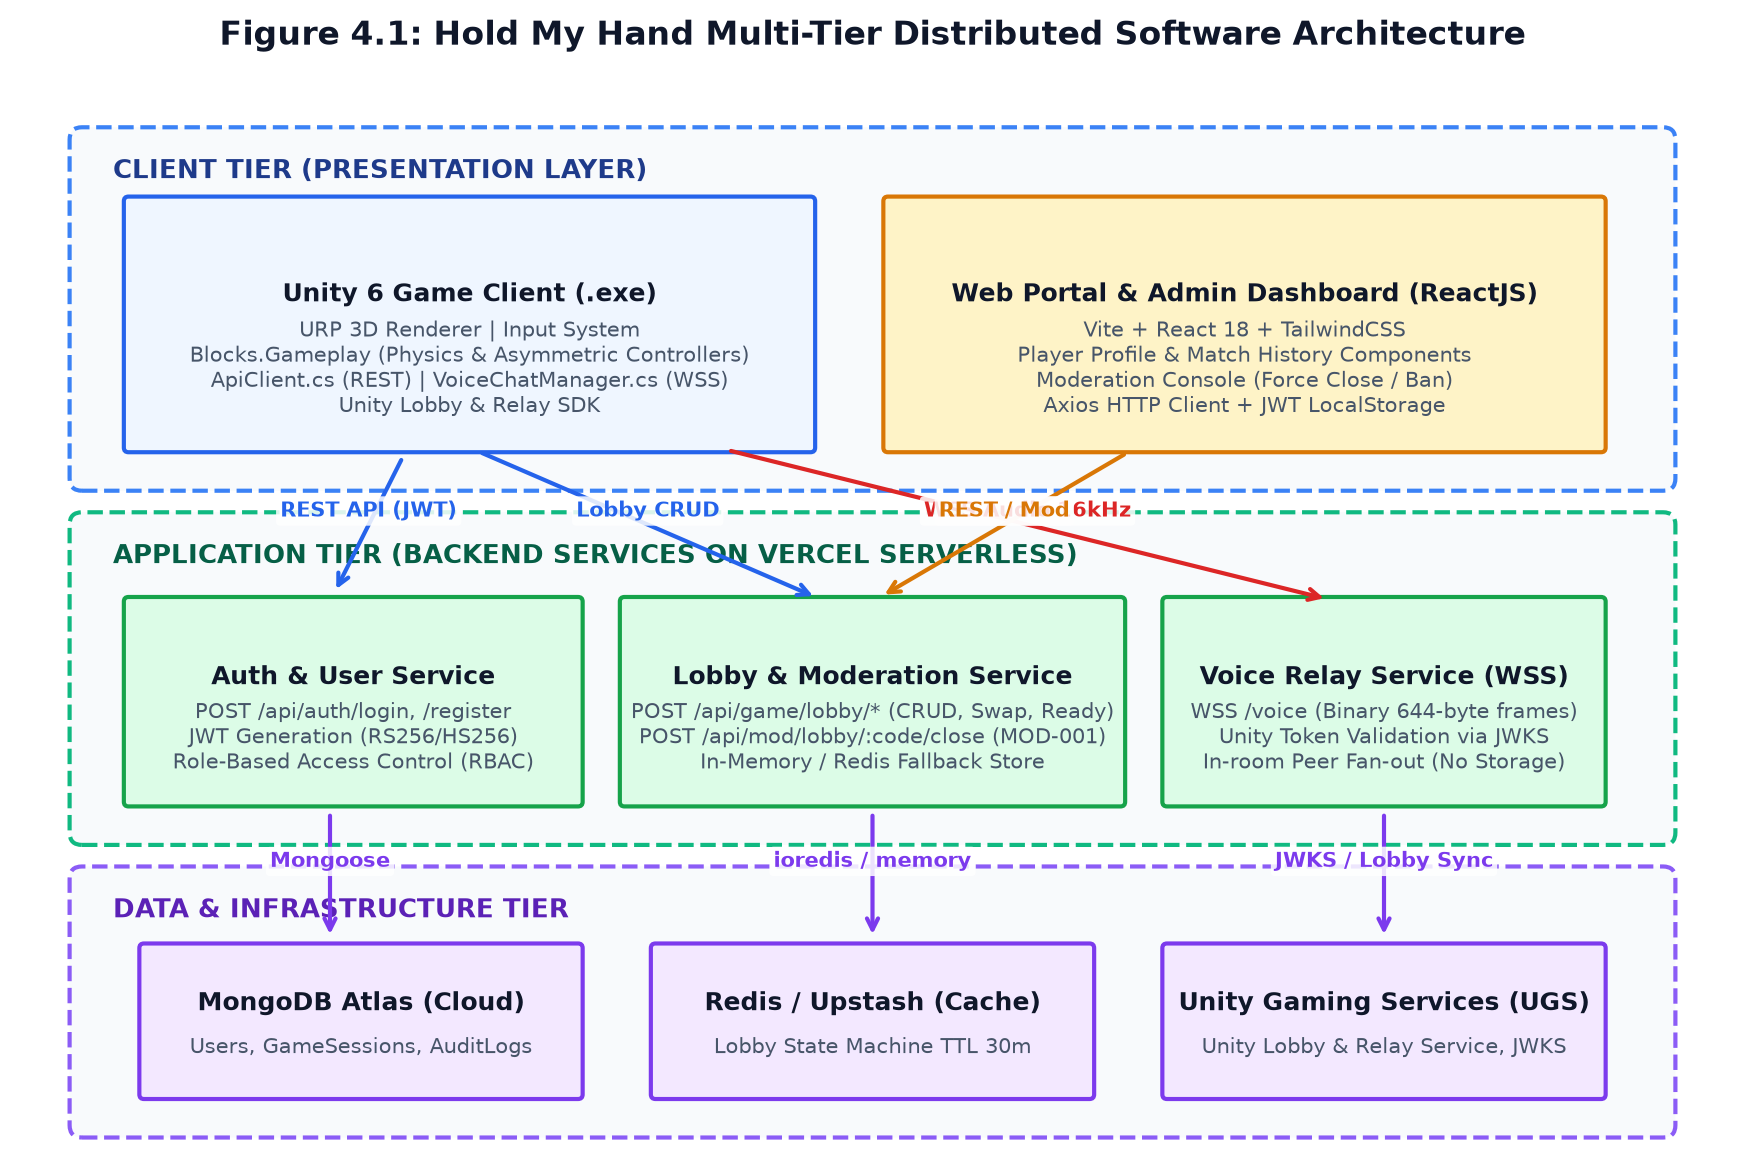 Figure 4.1: Hold My Hand Multi-Tier Distributed Software Architecture
CLIENT TIER (PRESENTATION LAYER)
Unity 6 Game Client (.exe)
URP 3D Renderer | Input System
Blocks.Gameplay (Physics & Asymmetric Controllers)
ApiClient.cs (REST) | VoiceChatManager.cs (WSS)
Unity Lobby & Relay SDK
Web Portal & Admin Dashboard (ReactJS)
Vite + React 18 + TailwindCSS
Player Profile & Match History Components
Moderation Console (Force Close / Ban)
Axios HTTP Client + JWT LocalStorage
REST API (JWT)
Lobby CRUD
REST / Mod
6kHz
APPLICATION TIER (BACKEND SERVICES ON VERCEL SERVERLESS)
Auth & User Service
POST /api/auth/login, /register
JWT Generation (RS256/HS256)
Role-Based Access Control (RBAC)
Lobby & Moderation Service
POST /api/game/lobby/* (CRUD, Swap, Ready)
POST /api/mod/lobby/:code/close (MOD-001)
In-Memory / Redis Fallback Store
Voice Relay Service (WSS)
WSS /voice (Binary 644-byte frames)
Unity Token Validation via JWKS
In-room Peer Fan-out (No Storage)
Mongoose
ioredis / memory
JWKS / Lobby Sync
DATA & INFRASTRUCTURE TIER
MongoDB Atlas (Cloud)
Users, GameSessions, AuditLogs
Redis / Upstash (Cache)
Lobby State Machine TTL 30m
Unity Gaming Services (UGS)
Unity Lobby & Relay Service, JWKS